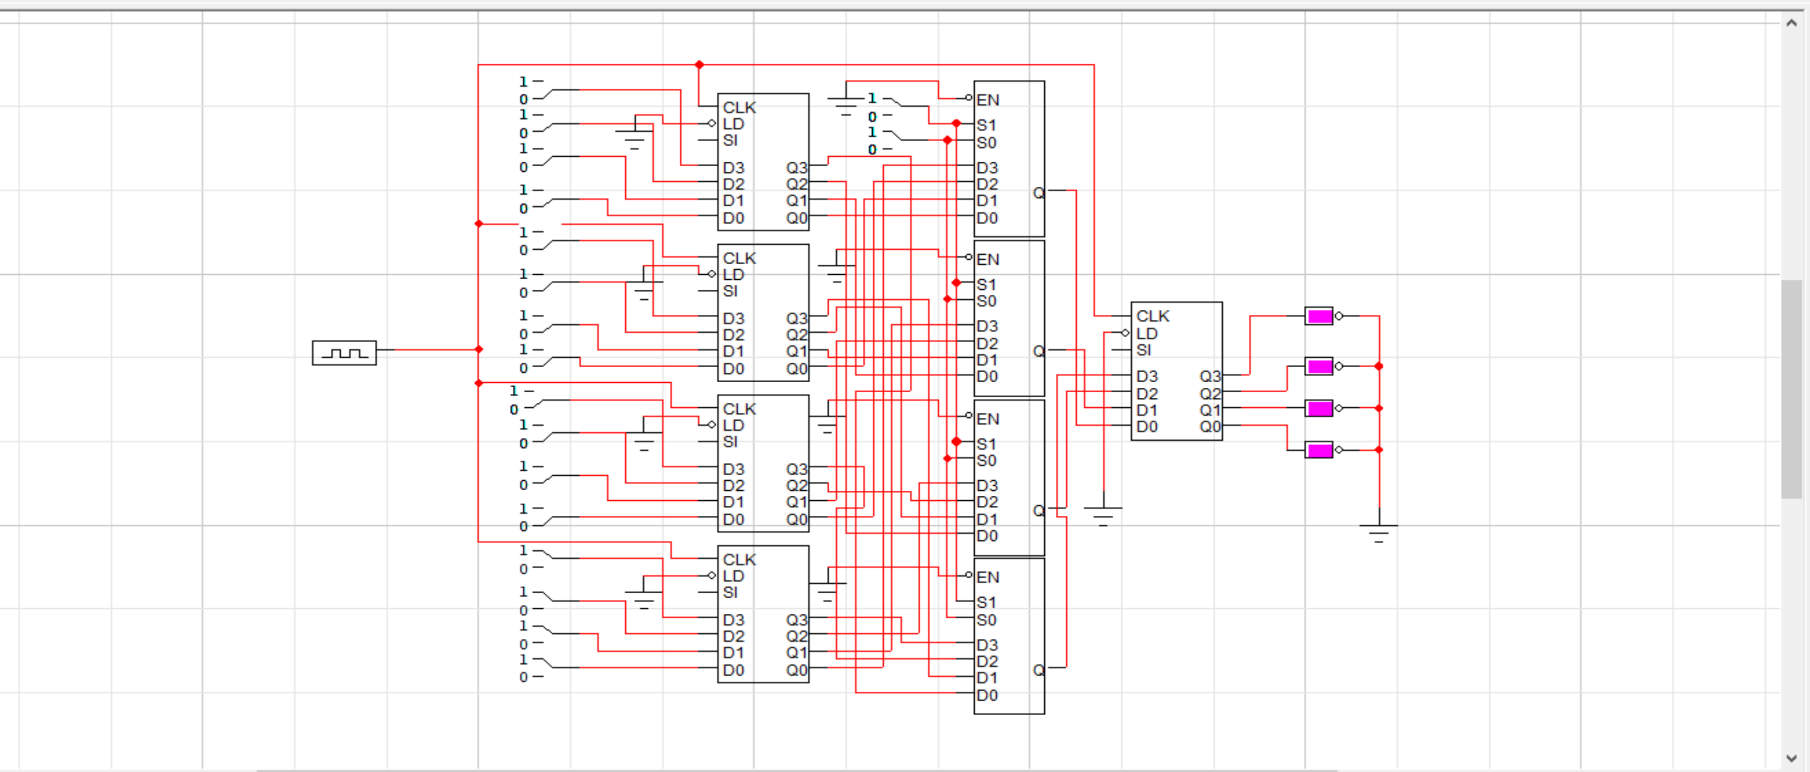 1
0
1
0
1
0
1
0
CLK
LD
SI
D3 Q3
D2 Q2
D1 Q1
D0 Q0
1
0
1
0
EN
S1
S0
D3
D2
D1
D0
Q
1
0
1
0
1
0
1
0
CLK
LD
SI
D3 Q3
D2 Q2
D1 Q1
D0 Q0
EN
S1
S0
D3
D2
D1
D0
Q
1
0
1
0
1
0
1
0
CLK
LD
SI
D3 Q3
D2 Q2
D1 Q1
D0 Q0
EN
S1
S0
D3
D2
D1
D0
Q
1
0
1
0
1
0
1
0
CLK
LD
SI
D3 Q3
D2 Q2
D1 Q1
D0 Q0
EN
S1
S0
D3
D2
D1
D0
Q
CLK
LD
SI
D3 Q3
D2 Q2
D1 Q1
D0 Q0